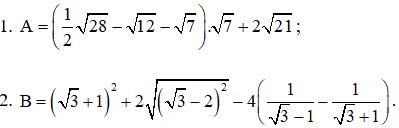 1. A = (1/2√28 − √12 − √7).√7 + 2√21 ;
2. B = (√3 + 1)² + 2√((√3 − 2)²) − 4(1/(√3 − 1) − 1/(√3 + 1)).